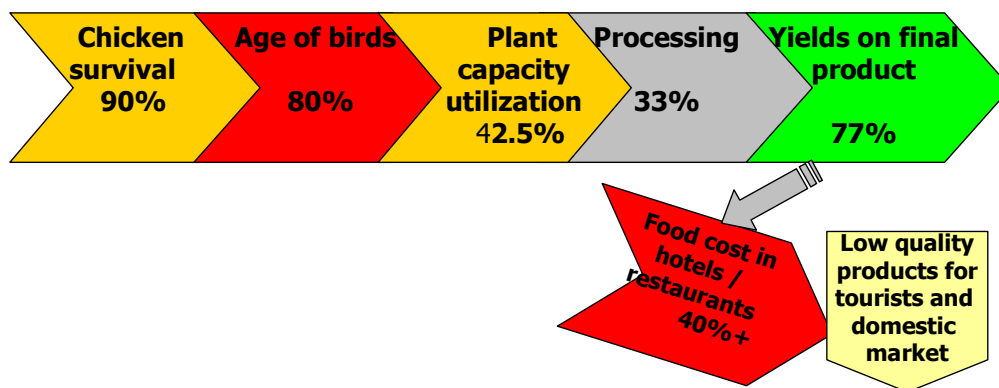 Chicken
survival
90%
Age of birds
80%
Plant
capacity
utilization
42.5%
Processing
33%
Yields on final
product
77%
Food cost in
hotels /
restaurants
40%+
Low quality
products for
tourists and
domestic
market